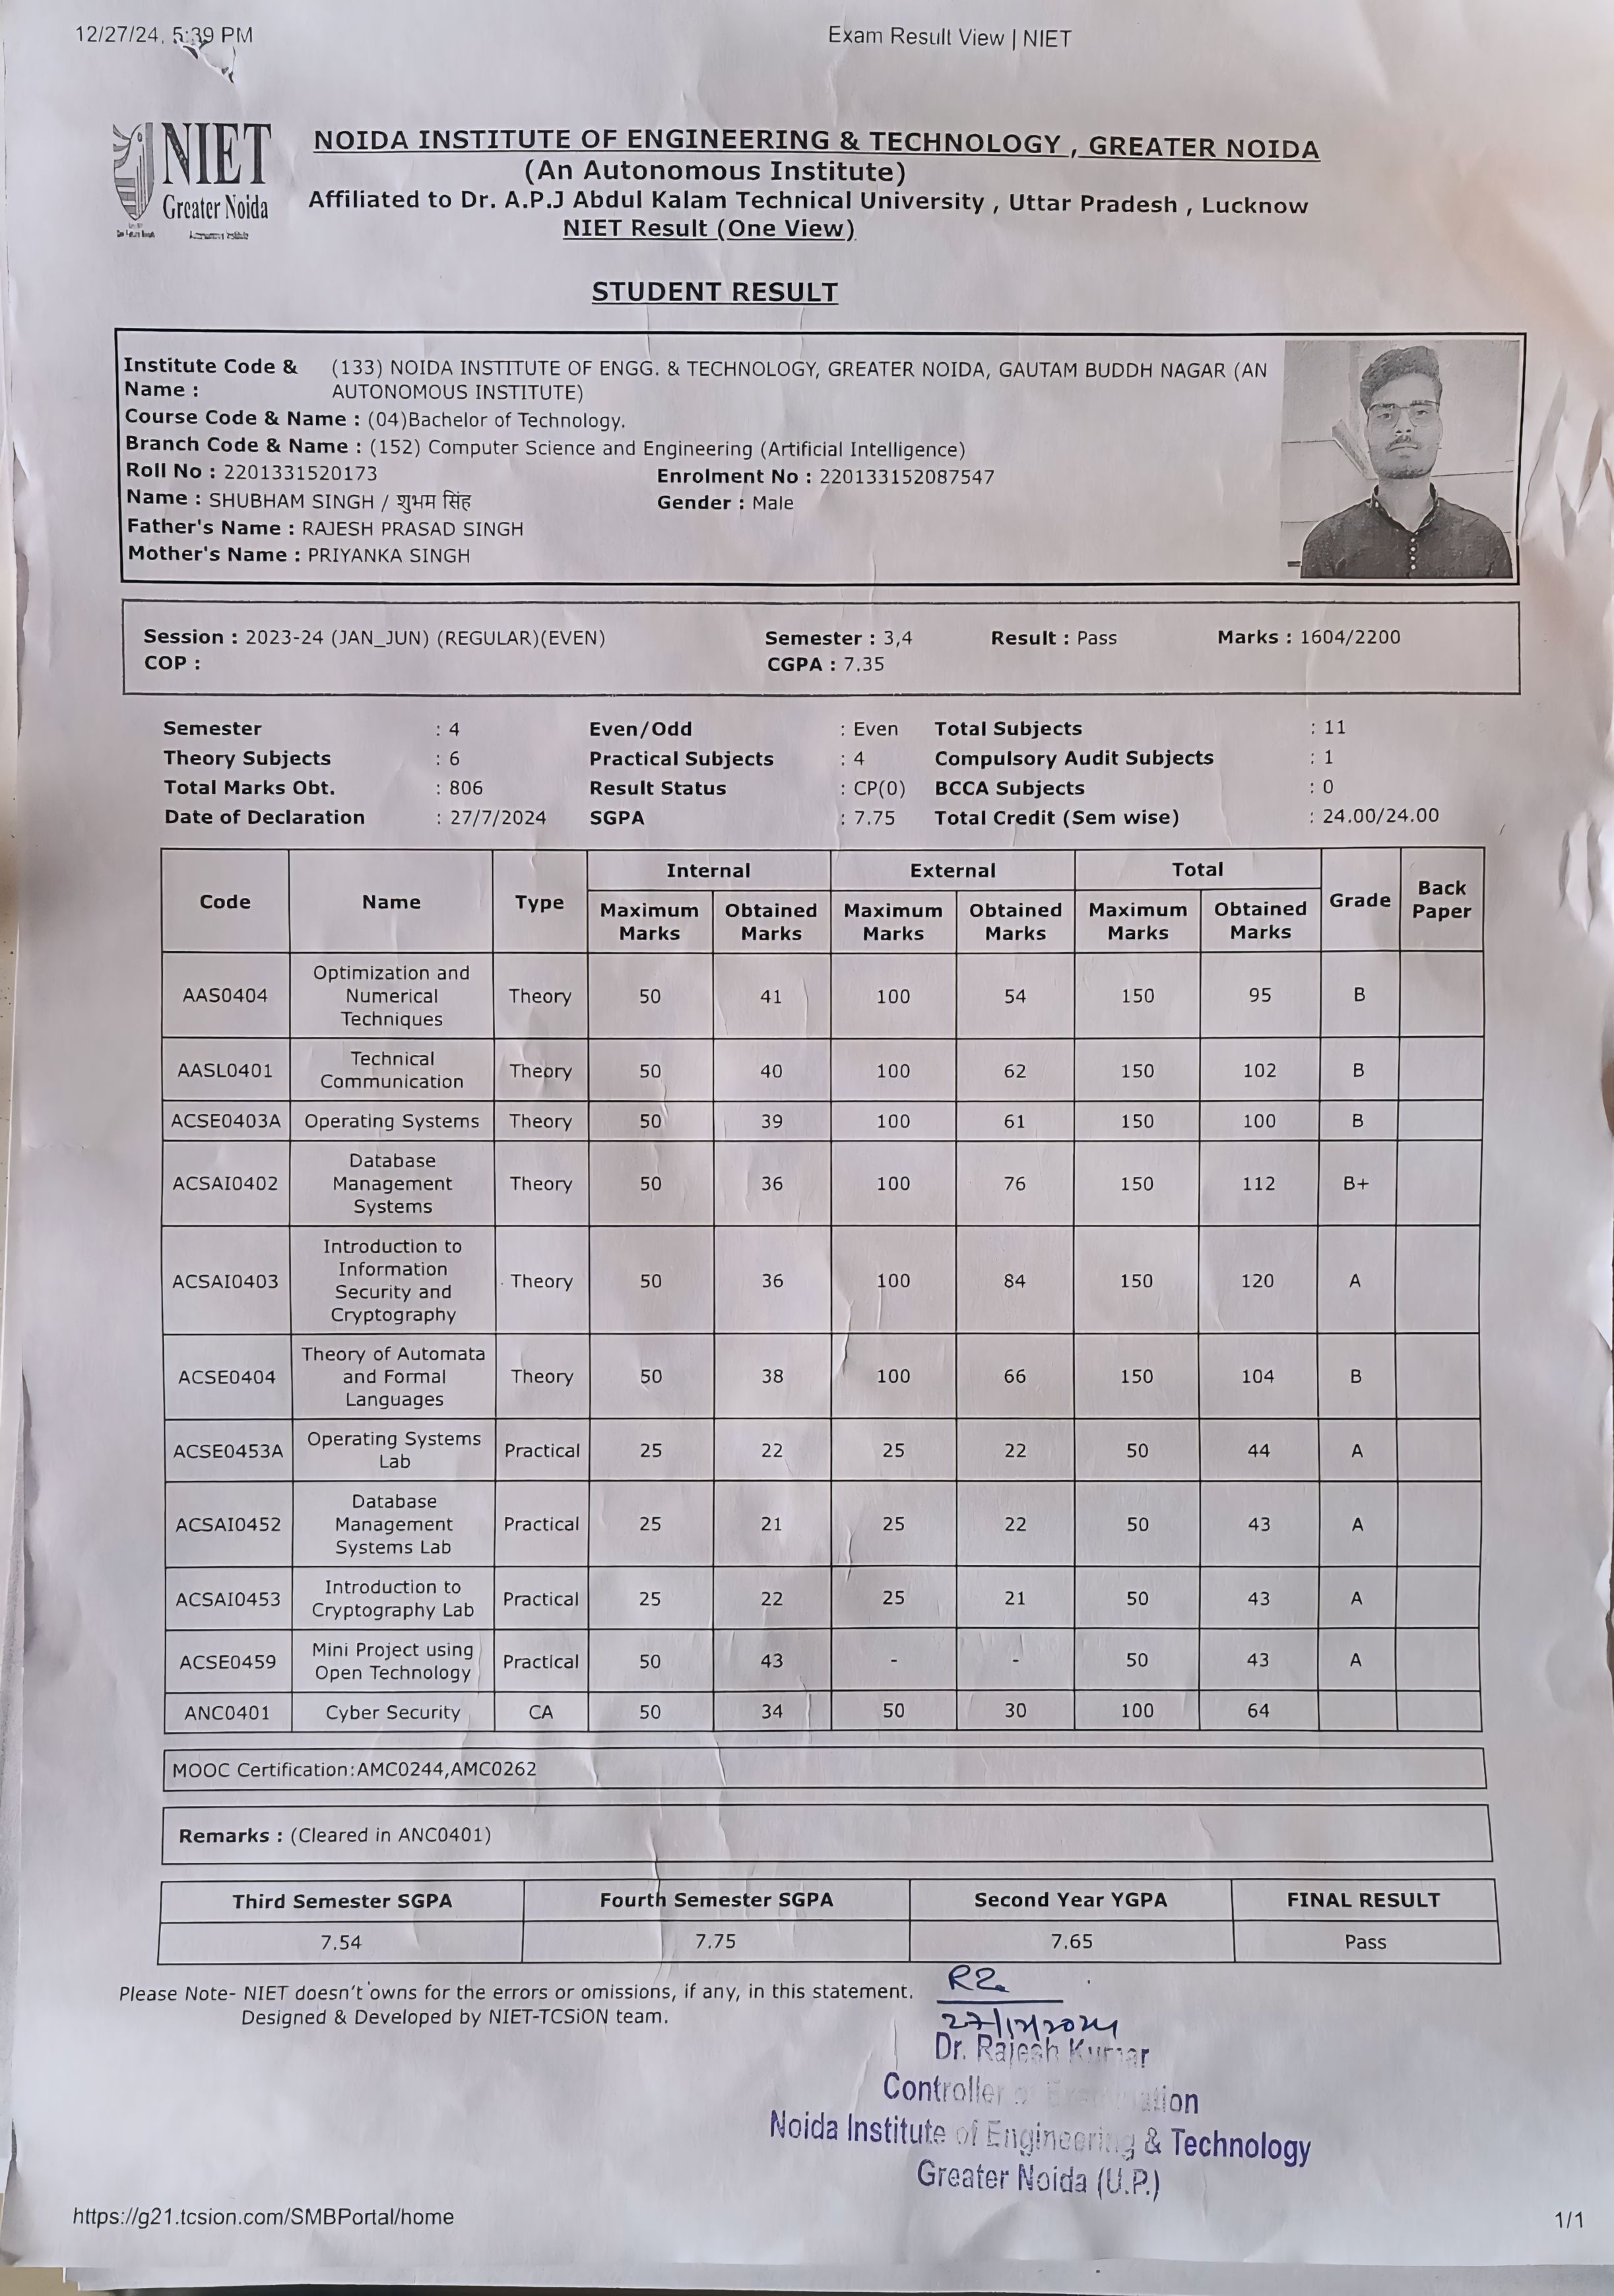 12/27/24, 5:39 PM
Exam Result View | NIET
NIET
Greater Noida
NOIDA INSTITUTE OF ENGINEERING & TECHNOLOGY , GREATER NOIDA
(An Autonomous Institute)
Affiliated to Dr. A.P.J Abdul Kalam Technical University , Uttar Pradesh , Lucknow
NIET Result (One View)
STUDENT RESULT
Institute Code & Name : (133) NOIDA INSTITUTE OF ENGG. & TECHNOLOGY, GREATER NOIDA, GAUTAM BUDDH NAGAR (AN AUTONOMOUS INSTITUTE)
Course Code & Name : (04)Bachelor of Technology.
Branch Code & Name : (152) Computer Science and Engineering (Artificial Intelligence)
Roll No : 2201331520173 Enrolment No : 220133152087547
Name : SHUBHAM SINGH / शुभम सिंह Gender : Male
Father's Name : RAJESH PRASAD SINGH
Mother's Name : PRIYANKA SINGH
Session : 2023-24 (JAN_JUN) (REGULAR)(EVEN) Semester : 3,4 Result : Pass Marks : 1604/2200
COP : CGPA : 7.35
Semester : 4 Even/Odd : Even Total Subjects : 11
Theory Subjects : 6 Practical Subjects : 4 Compulsory Audit Subjects : 1
Total Marks Obt. : 806 Result Status : CP(0) BCCA Subjects : 0
Date of Declaration : 27/7/2024 SGPA : 7.75 Total Credit (Sem wise) : 24.00/24.00
Code Name Type Internal External Total Grade Back Paper
Maximum Marks Obtained Marks Maximum Marks Obtained Marks Maximum Marks Obtained Marks
AAS0404 Optimization and Numerical Techniques Theory 50 41 100 54 150 95 B
AASL0401 Technical Communication Theory 50 40 100 62 150 102 B
ACSE0403A Operating Systems Theory 50 39 100 61 150 100 B
ACSAI0402 Database Management Systems Theory 50 36 100 76 150 112 B+
ACSAI0403 Introduction to Information Security and Cryptography Theory 50 36 100 84 150 120 A
ACSE0404 Theory of Automata and Formal Languages Theory 50 38 100 66 150 104 B
ACSE0453A Operating Systems Lab Practical 25 22 25 22 50 44 A
ACSAI0452 Database Management Systems Lab Practical 25 21 25 22 50 43 A
ACSAI0453 Introduction to Cryptography Lab Practical 25 22 25 21 50 43 A
ACSE0459 Mini Project using Open Technology Practical 50 43 - - 50 43 A
ANC0401 Cyber Security CA 50 34 50 30 100 64
MOOC Certification:AMC0244,AMC0262
Remarks : (Cleared in ANC0401)
Third Semester SGPA Fourth Semester SGPA Second Year YGPA FINAL RESULT
7.54 7.75 7.65 Pass
Please Note- NIET doesn't owns for the errors or omissions, if any, in this statement.
Designed & Developed by NIET-TCSiON team.
27/12/2024
Dr. Rajesh Kumar
Controller of Examination
Noida Institute of Engineering & Technology
Greater Noida (U.P.)
https://g21.tcsion.com/SMBPortal/home
1/1